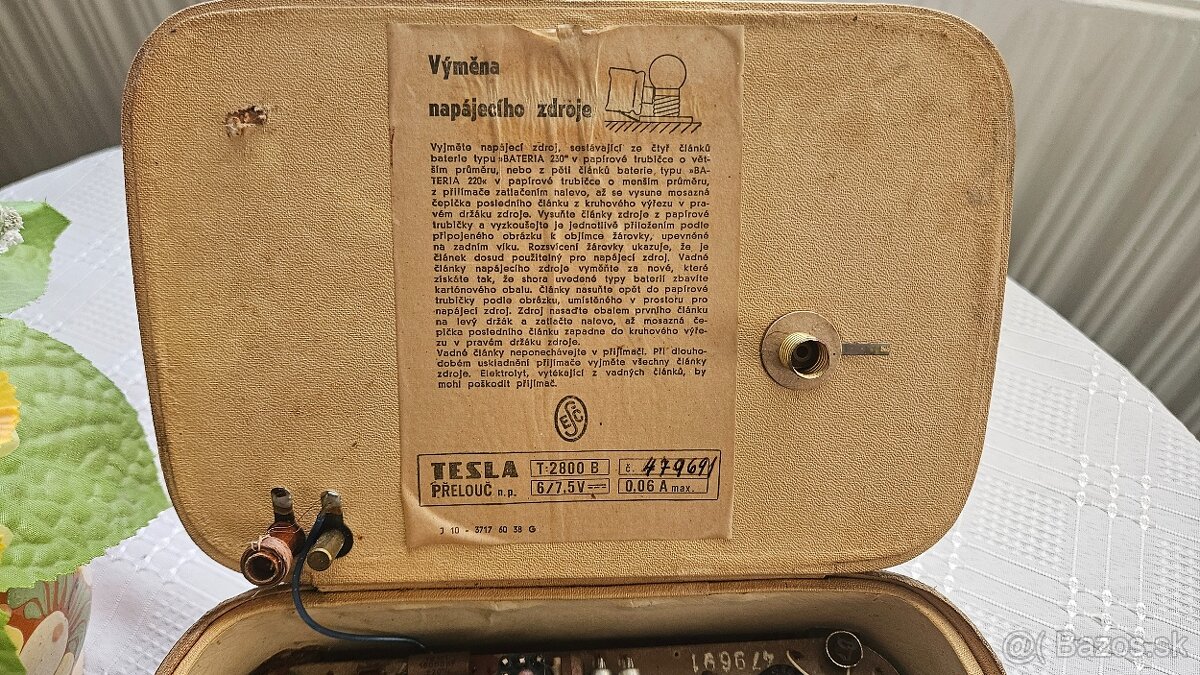 Výměna
napájecího zdroje
Vyjměte napájecí zdroj, sestávající ze čtyř článků
baterie typu »BATERIA 230« v papírové trubičce o vět-
ším průměru, nebo z pěti článků baterie typu »BA-
TERIA 220« v papírové trubičce o menším průměru,
z přijímače zatlačením nalevo, až se vysune mosazná
čepička posledního článku z kruhového výřezu v pra-
vém držáku zdroje. Vysuňte články zdroje z papírové
trubičky a vyzkoušejte je jednotlivě přiložením podle
připojeného obrázku k objímce žárovky, upevněné
na zadním víku. Rozsvícení žárovky ukazuje, že je
článek dosud použitelný pro napájecí zdroj. Vadné
články napájecího zdroje vyměňte za nové, které
získáte tak, že shora uvedené typy baterií zbavíte
kartónového obalu. Články nasuňte opět do papírové
trubičky podle obrázku, umístěného v prostoru pro
napájecí zdroj. Zdroj nasaďte obalem prvního článku
na levý držák a zatlačte nalevo, až mosazná če-
pička posledního článku zapadne do kruhového výře-
zu v pravém držáku zdroje.
Vadné články neponechávejte v přijímači. Při dlouho-
dobém uskladnění přijímače vyjměte všechny články
zdroje. Elektrolyt, vytékající z vadných článků, by
mohl poškodit přijímač.
ESČ
TESLA T-2800 B č. 479691
PŘELOUČ n.p. 6/7,5V 0,06 A max.
J 10 - 3717 60 38 G
479691
@( Bazos.sk